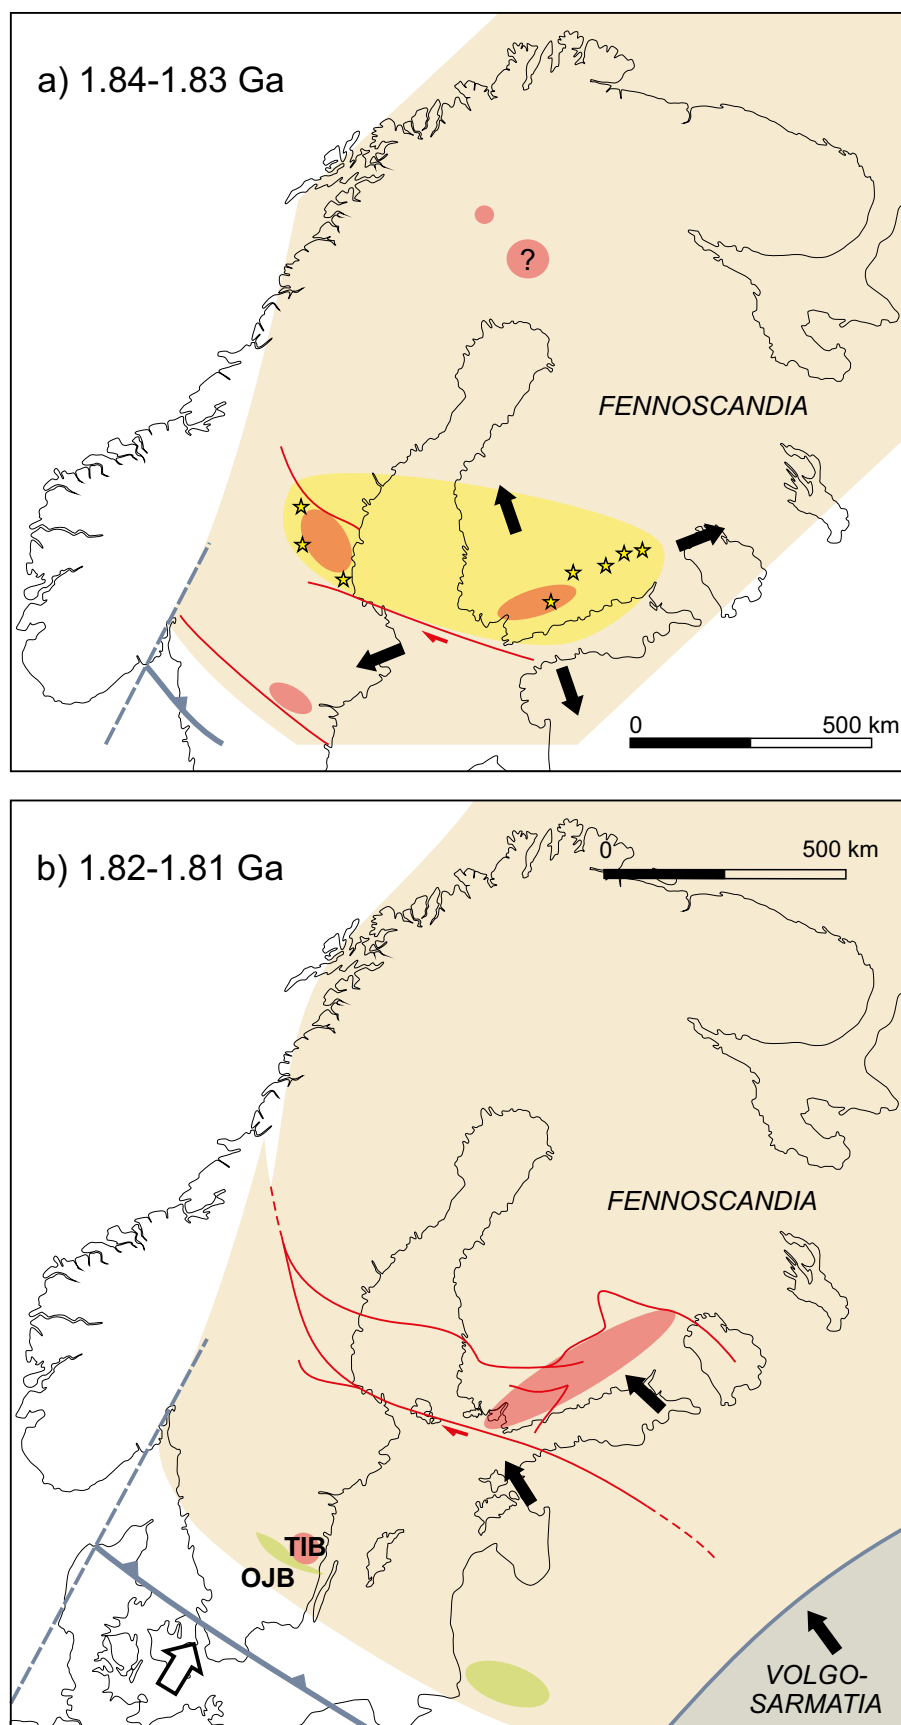 a) 1.84-1.83 Ga
?
FENNOSCANDIA
0 500 km
b) 1.82-1.81 Ga
0 500 km
FENNOSCANDIA
TIB
OJB
VOLGO-
SARMATIA